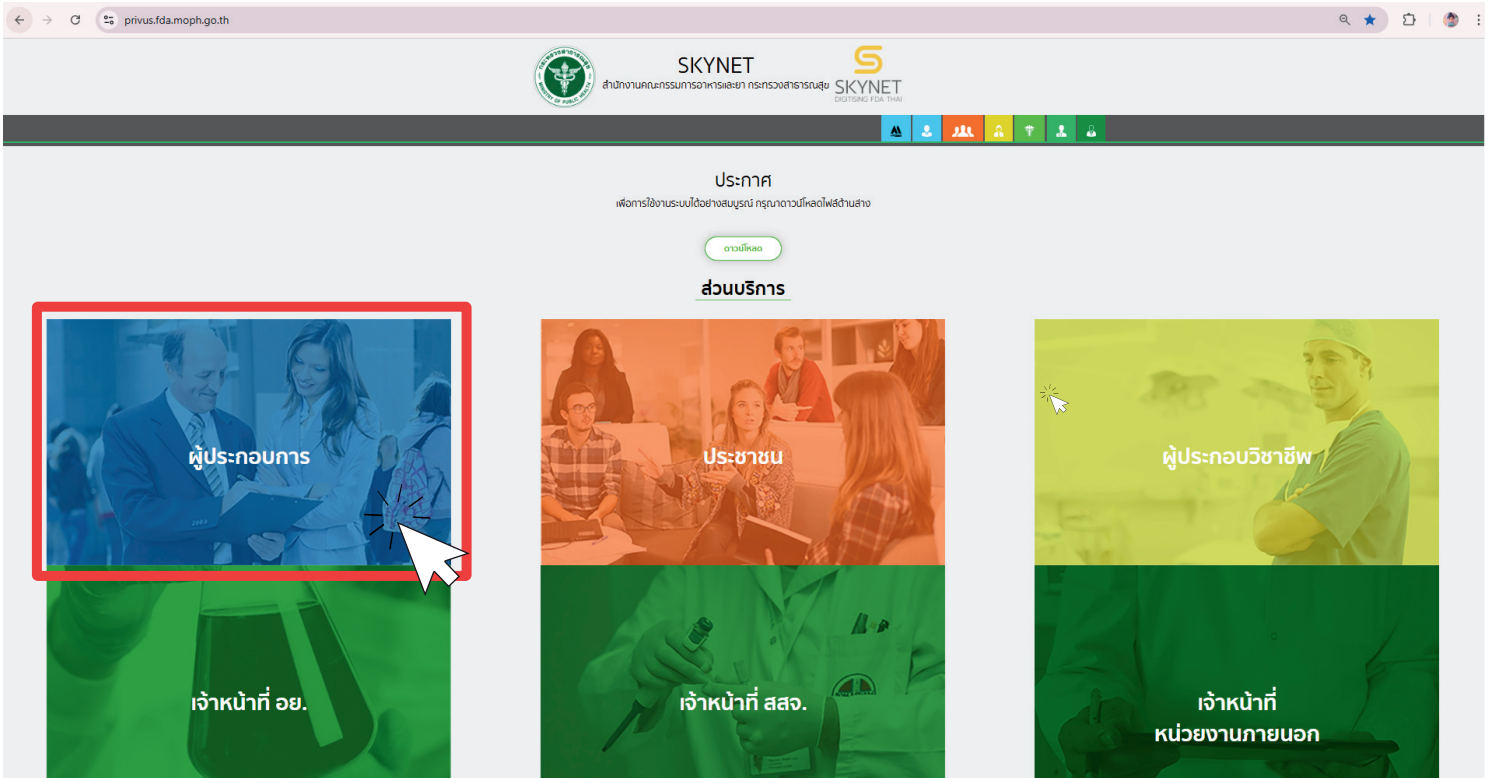 privus.fda.moph.go.th
SKYNET
สำนักงานคณะกรรมการอาหารและยา กระทรวงสาธารณสุข
SKYNET
DIGITISING FDA THAI
ประกาศ
เพื่อการใช้งานระบบได้อย่างสมบูรณ์ กรุณาดาวน์โหลดไฟล์ด้านล่าง
ดาวน์โหลด
ส่วนบริการ
ผู้ประกอบการ
ประชาชน
ผู้ประกอบวิชาชีพ
เจ้าหน้าที่ อย.
เจ้าหน้าที่ สสจ.
เจ้าหน้าที่
หน่วยงานภายนอก